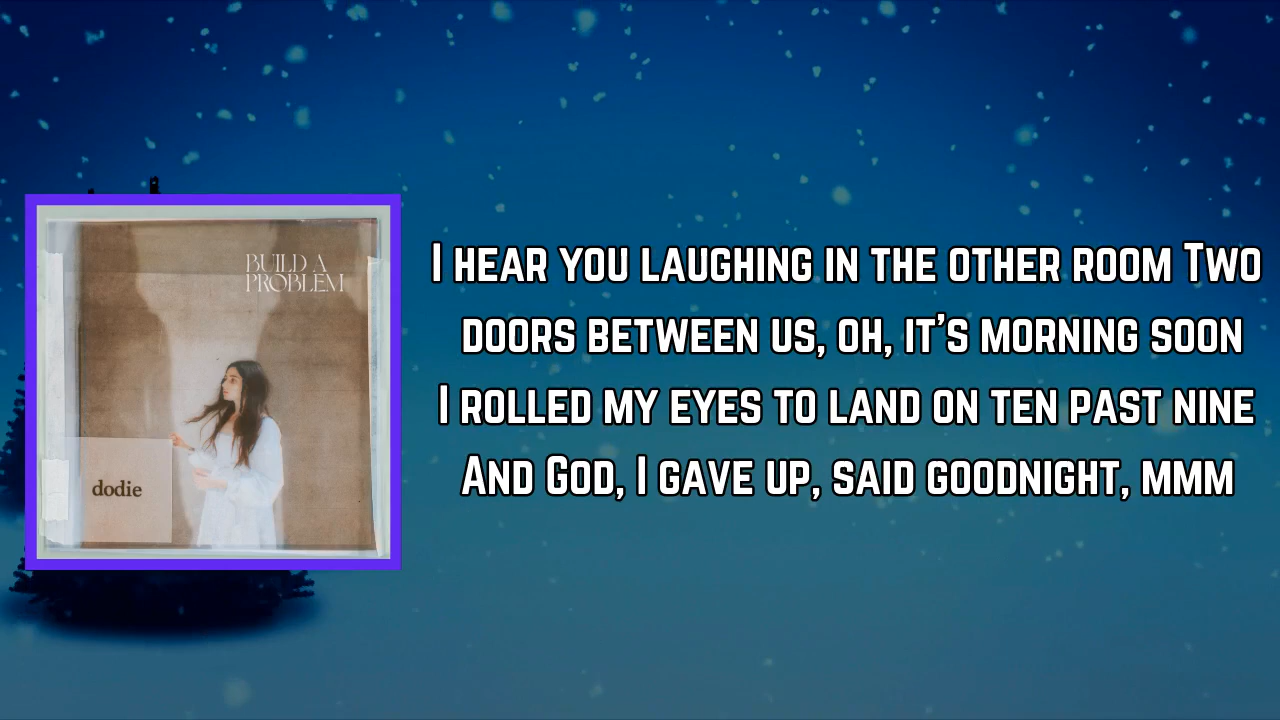 BUILD A
PROBLEM
dodie
I HEAR YOU LAUGHING IN THE OTHER ROOM TWO
DOORS BETWEEN US, OH, IT'S MORNING SOON
I ROLLED MY EYES TO LAND ON TEN PAST NINE
AND GOD, I GAVE UP, SAID GOODNIGHT, MMM